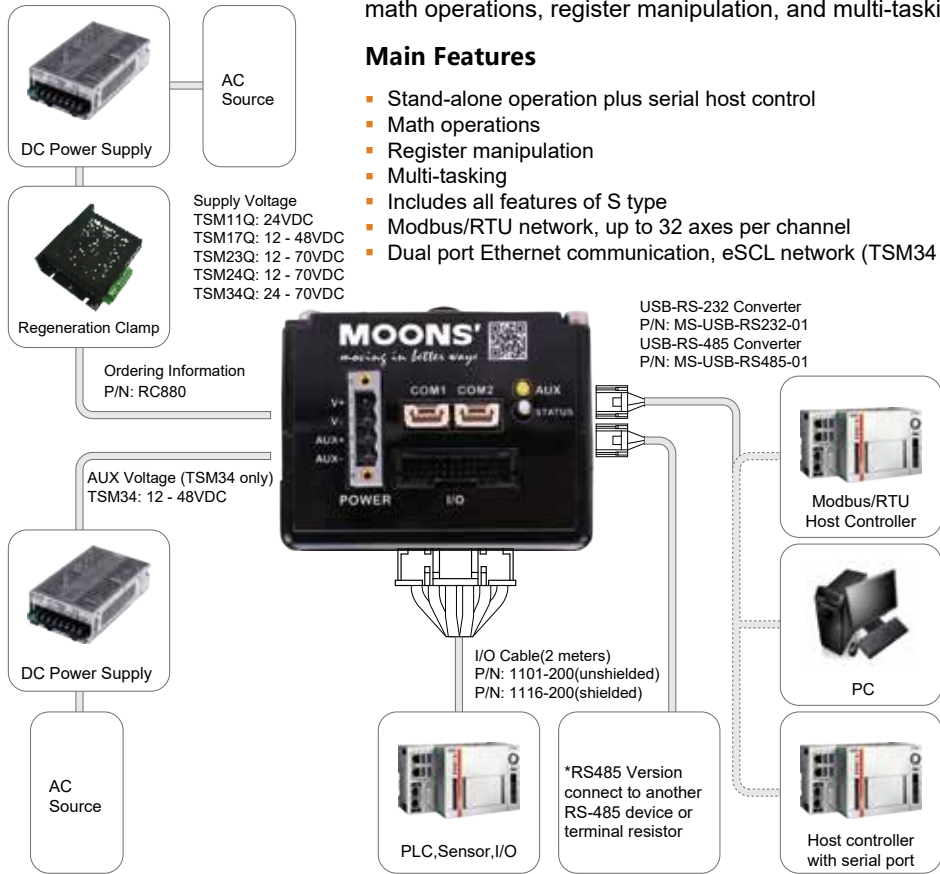 math operations, register manipulation, and multi-taski
Main Features
Stand-alone operation plus serial host control
Math operations
Register manipulation
Multi-tasking
Includes all features of S type
Modbus/RTU network, up to 32 axes per channel
Dual port Ethernet communication, eSCL network (TSM34
AC
Source
DC Power Supply
Supply Voltage
TSM11Q: 24VDC
TSM17Q: 12 - 48VDC
TSM23Q: 12 - 70VDC
TSM24Q: 12 - 70VDC
TSM34Q: 24 - 70VDC
Regeneration Clamp
Ordering Information
P/N: RC880
MOONS'
moving in better ways
COM1 COM2
AUX
STATUS
V+
V-
AUX+
AUX-
POWER
I/O
USB-RS-232 Converter
P/N: MS-USB-RS232-01
USB-RS-485 Converter
P/N: MS-USB-RS485-01
AUX Voltage (TSM34 only)
TSM34: 12 - 48VDC
DC Power Supply
AC
Source
I/O Cable(2 meters)
P/N: 1101-200(unshielded)
P/N: 1116-200(shielded)
PLC,Sensor,I/O
*RS485 Version
connect to another
RS-485 device or
terminal resistor
Modbus/RTU
Host Controller
PC
Host controller
with serial port